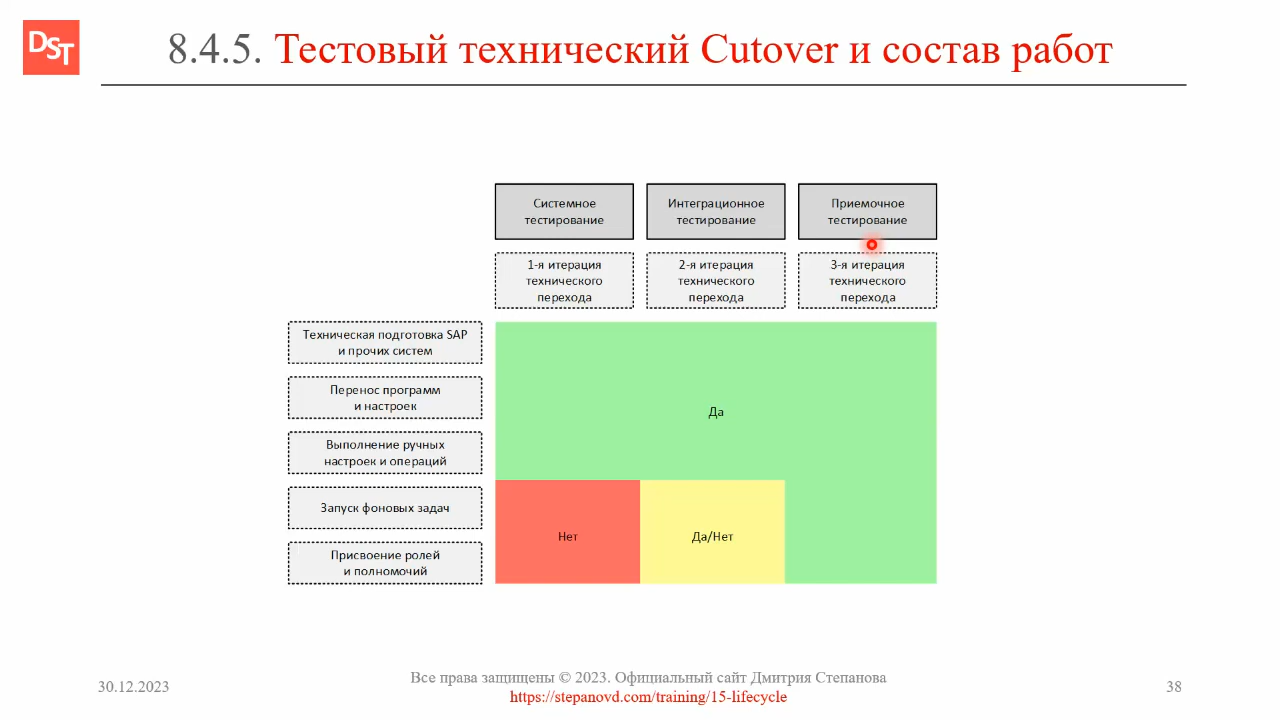 DST
8.4.5. Тестовый технический Cutover и состав работ
Системное
тестирование
Интеграционное
тестирование
Приемочное
тестирование
1-я итерация
технического
перехода
2-я итерация
технического
перехода
3-я итерация
технического
перехода
Техническая подготовка SAP
и прочих систем
Перенос программ
и настроек
Выполнение ручных
настроек и операций
Запуск фоновых задач
Присвоение ролей
и полномочий
Да
Нет
Да/Нет
30.12.2023
Все права защищены © 2023. Официальный сайт Дмитрия Степанова
https://stepanovd.com/training/15-lifecycle
38